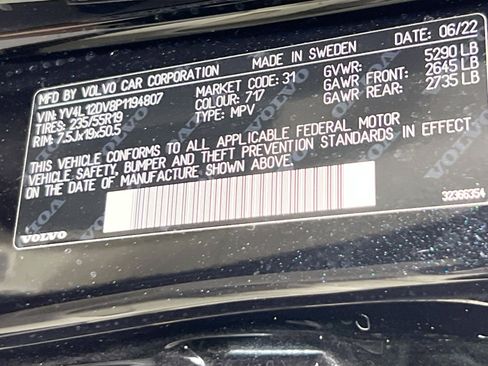 MFD BY VOLVO CAR CORPORATION MADE IN SWEDEN DATE: 06/22
VIN: YV4L12DV8P1194807 MARKET CODE: 31 GVWR: 5290 LB
TIRES: 235/55R19 COLOUR: 717 GAWR FRONT: 2645 LB
RIM: 7.5Jx19x50.5 TYPE: MPV GAWR REAR: 2735 LB
THIS VEHICLE CONFORMS TO ALL APPLICABLE FEDERAL MOTOR
VEHICLE SAFETY, BUMPER AND THEFT PREVENTION STANDARDS IN EFFECT
ON THE DATE OF MANUFACTURE SHOWN ABOVE.
32366354
VOLVO